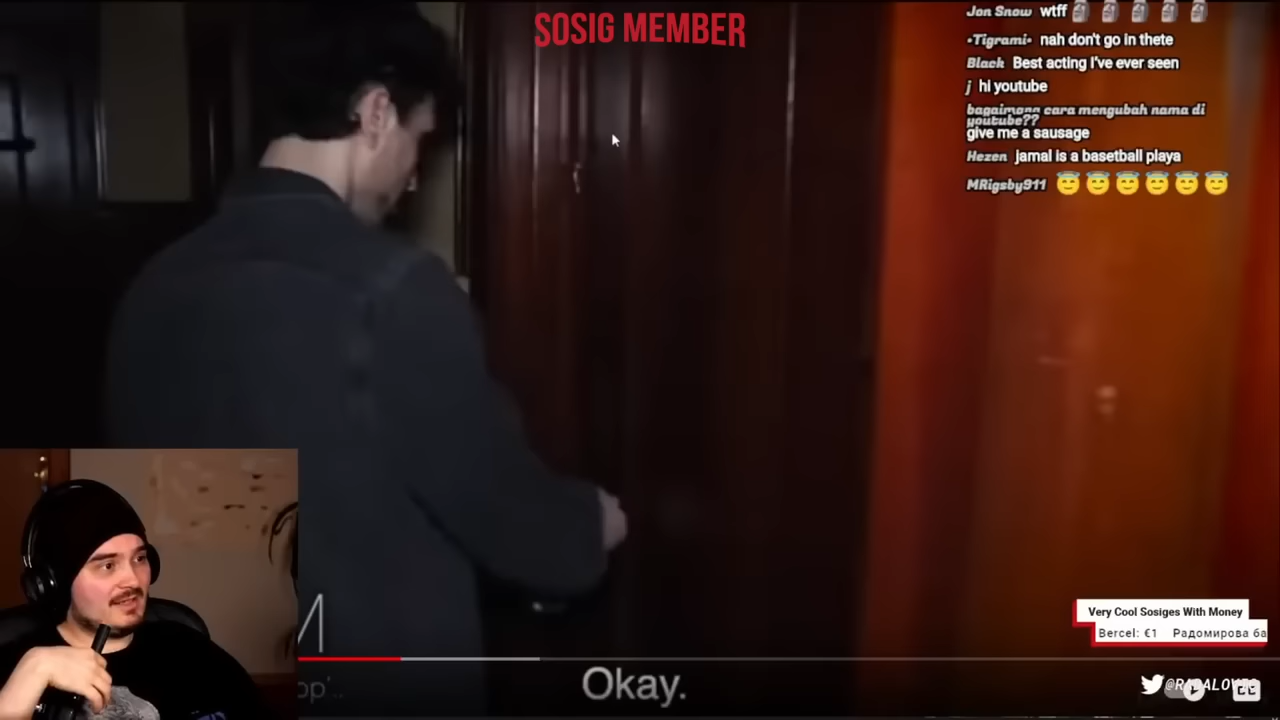 SOSIG MEMBER
Jon Snow wtff
•Tigrami• nah don't go in thete
Black Best acting I've ever seen
j hi youtube
bagaimana cara mengubah nama di
youtube??
give me a sausage
Hezen jamal is a basetball playa
MRigsby911
Very Cool Sosiges With Money
Bercel: €1 Радомирова ба
Okay.
CC